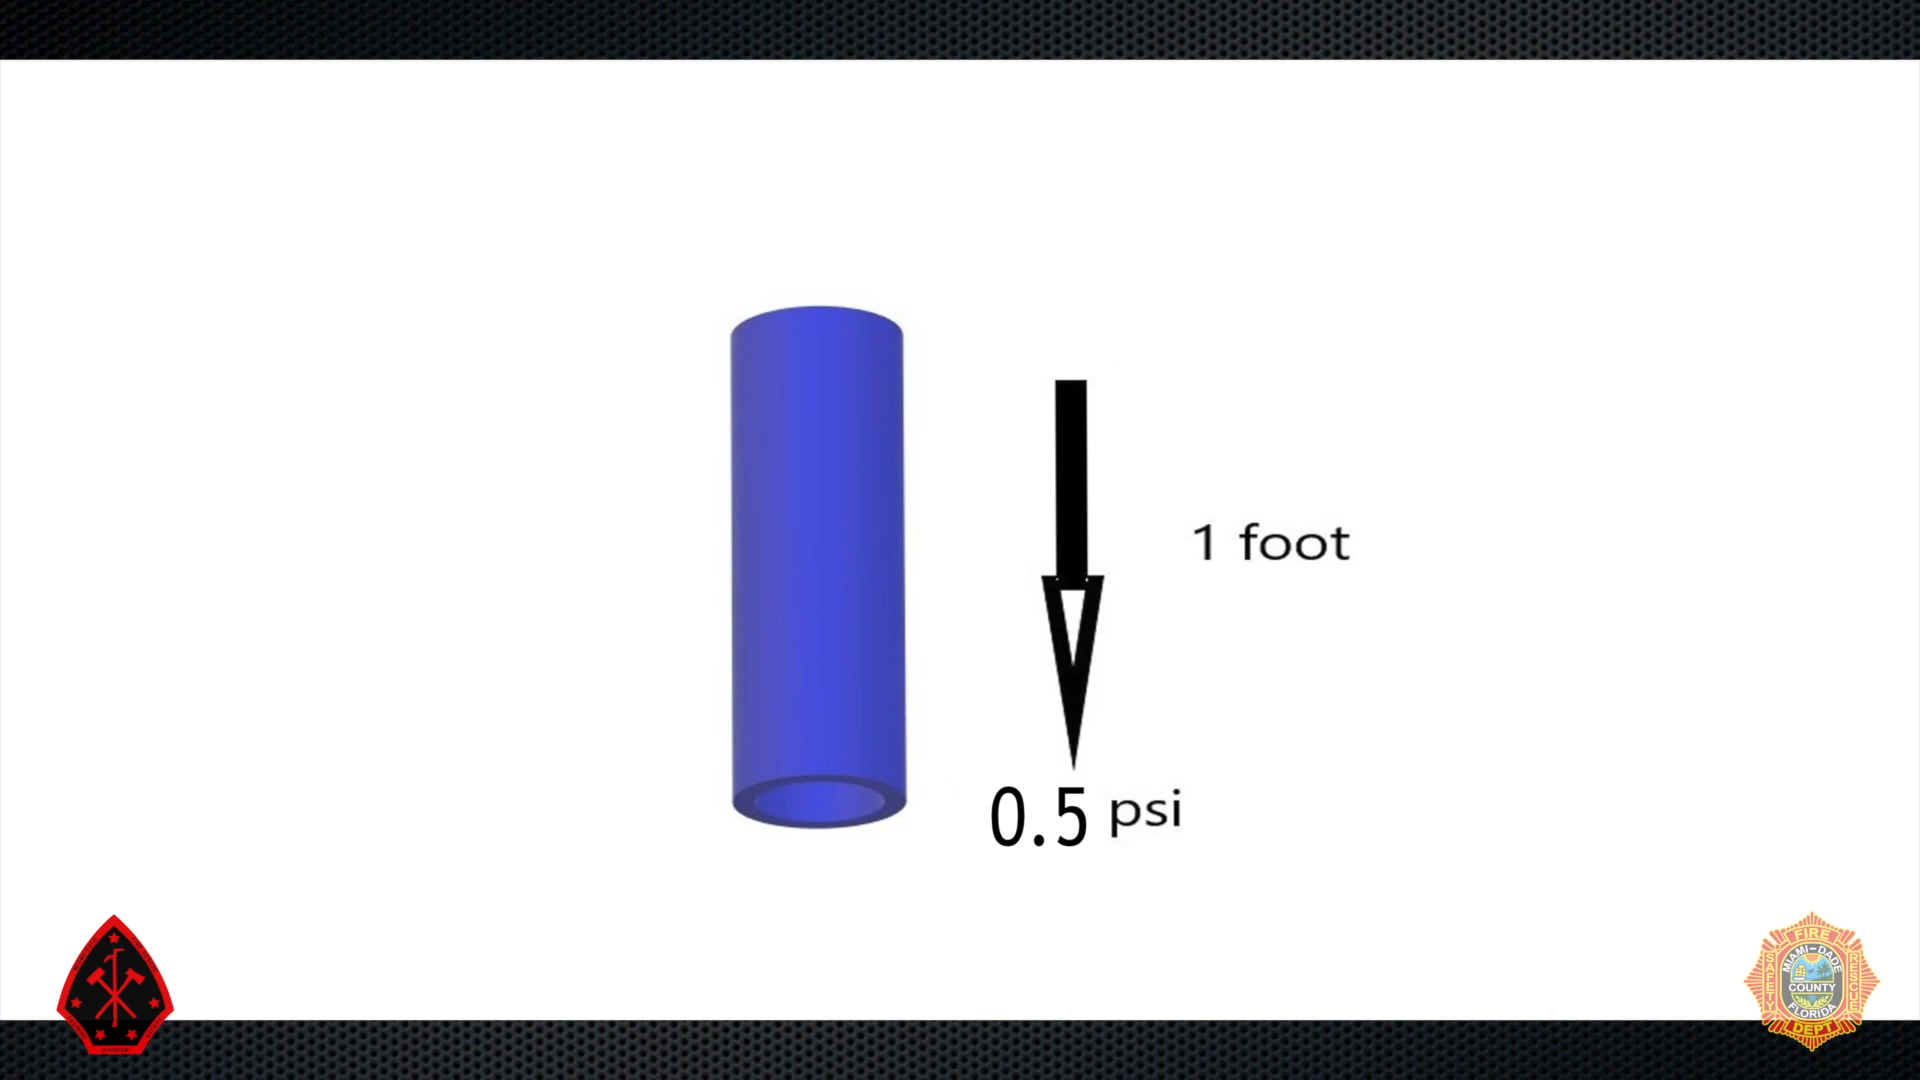 1 foot
0.5 psi
FIRE
MIAMI-DADE
COUNTY
FLORIDA
SAFETY
RESCUE
DEPT